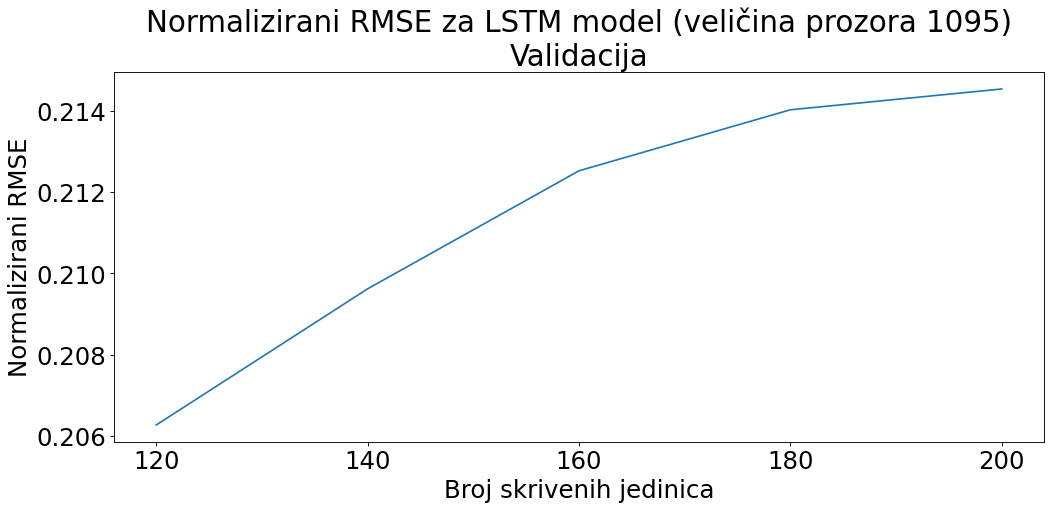 Normalizirani RMSE za LSTM model (veličina prozora 1095)
Validacija
Normalizirani RMSE
0.214
0.212
0.210
0.208
0.206
120 140 160 180 200
Broj skrivenih jedinica